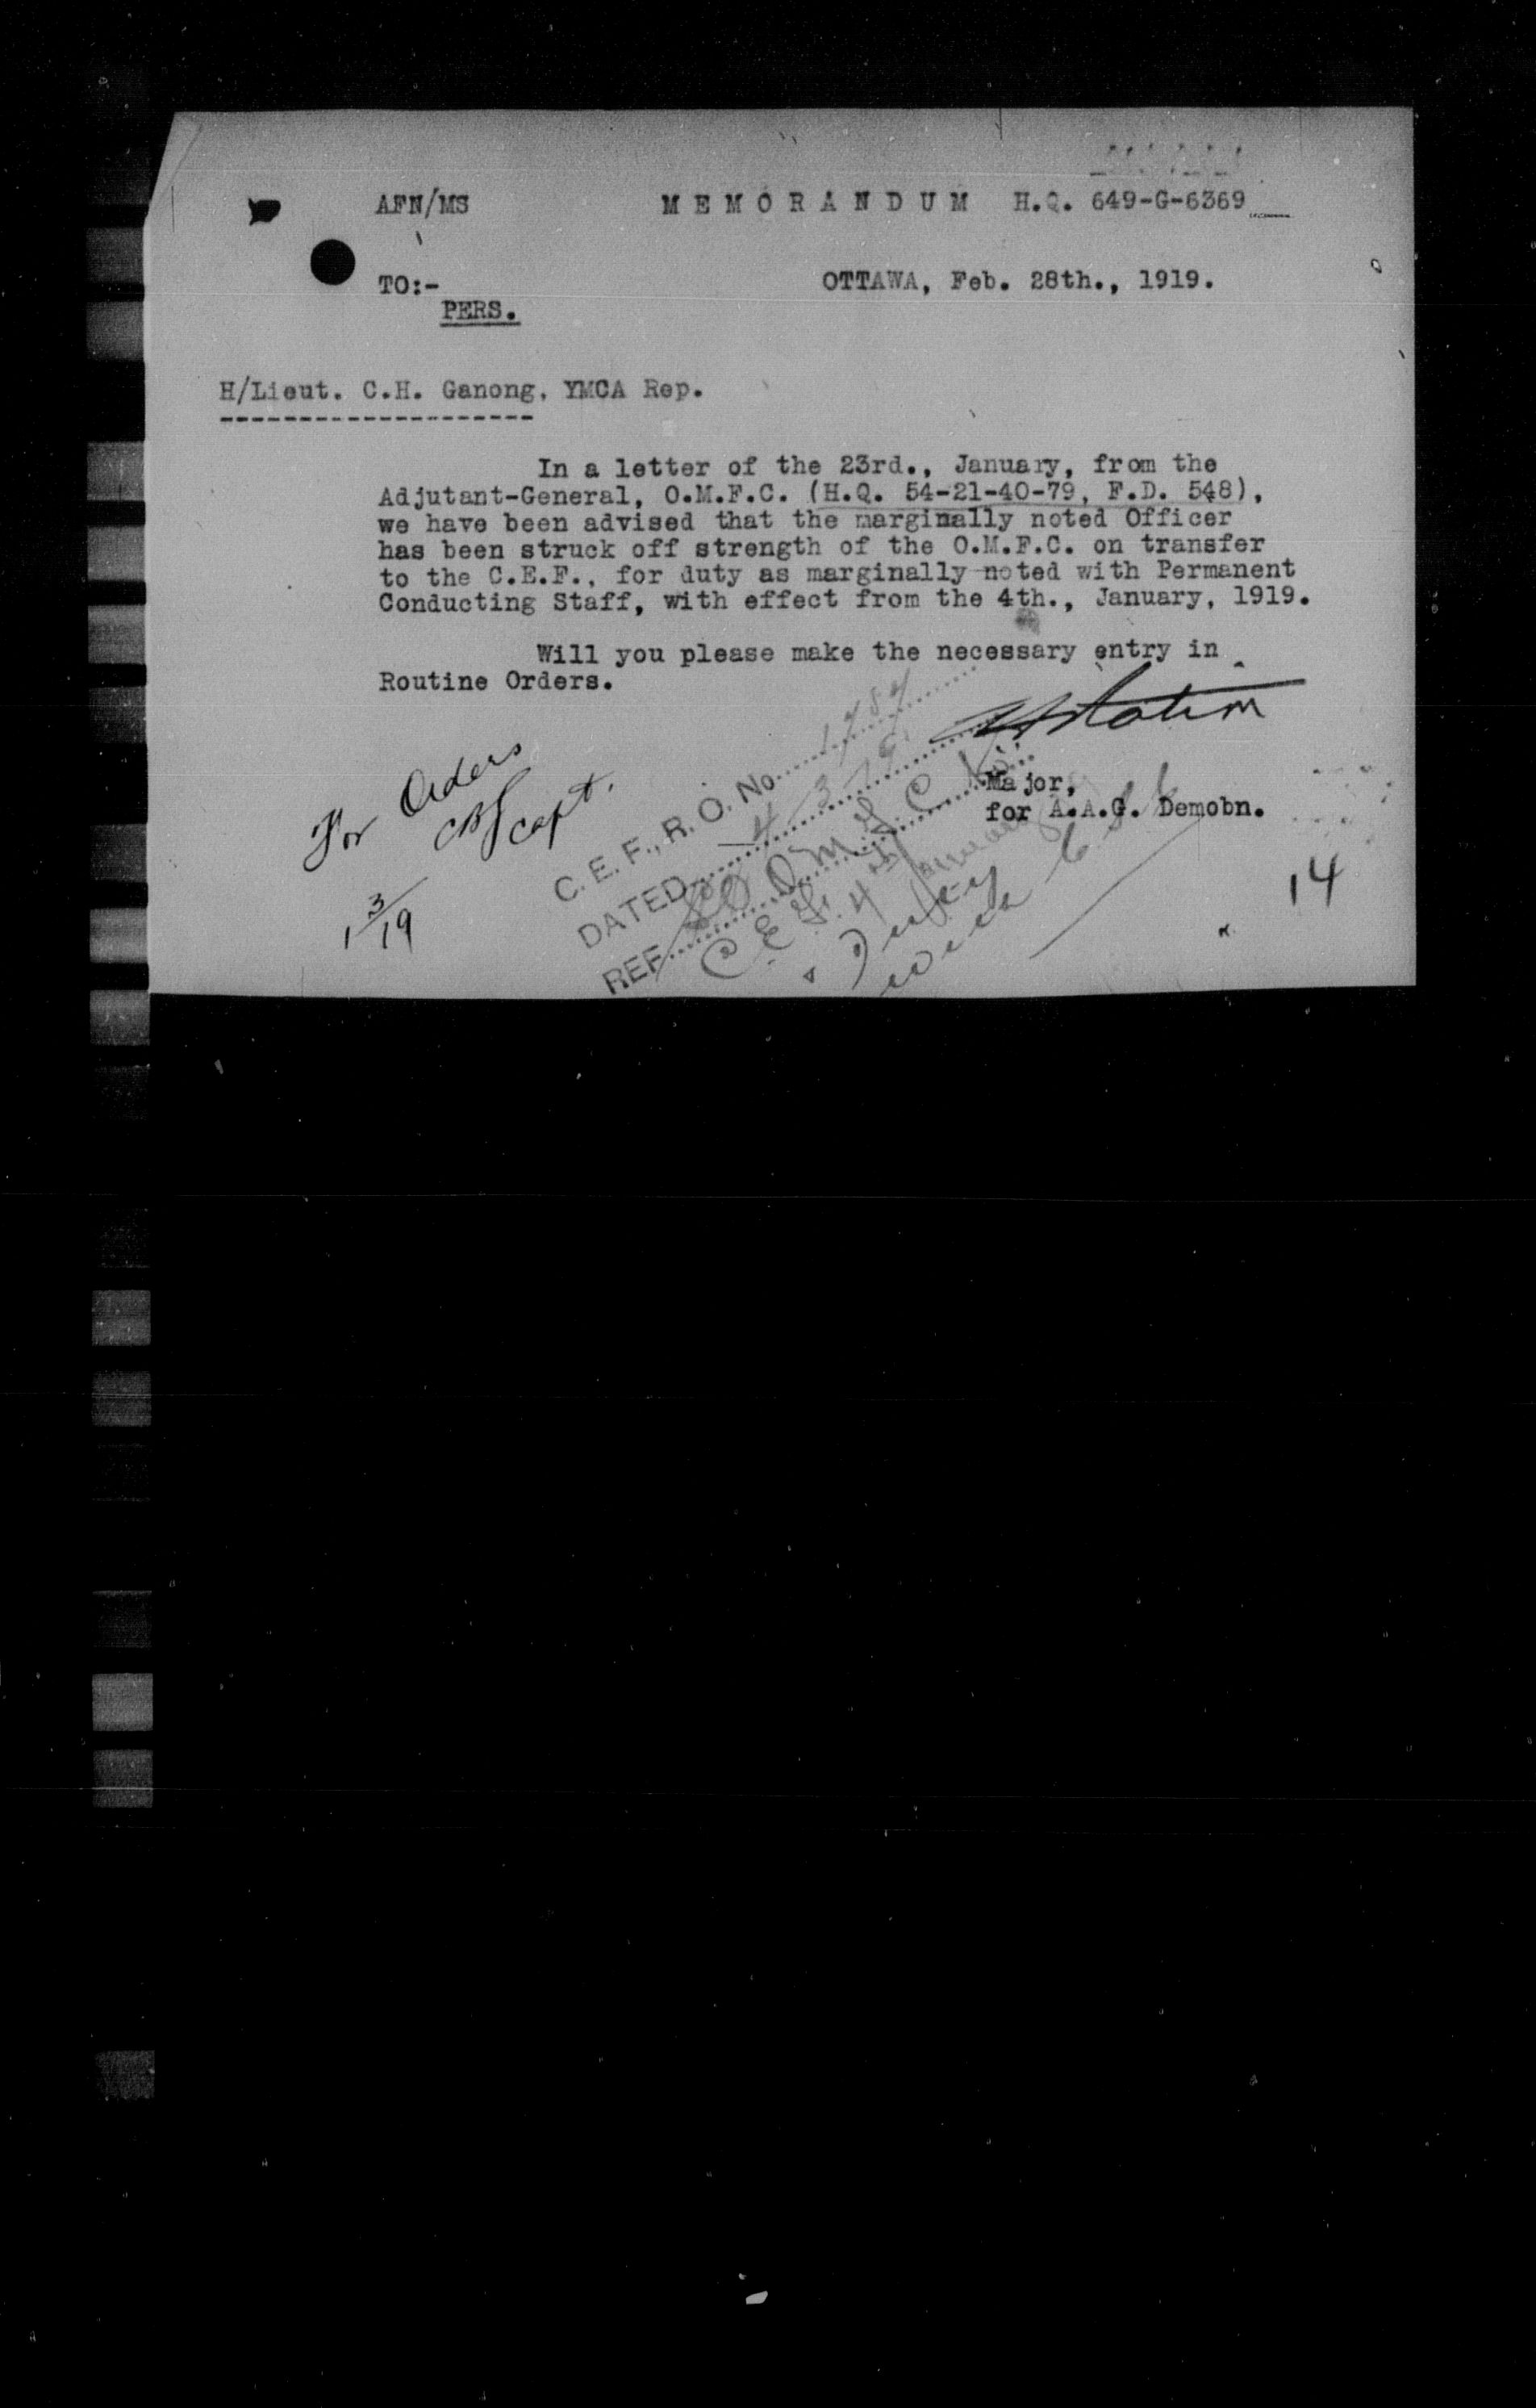 AFN/MS MEMORANDUM H.Q. 649-G-6369
TO:- OTTAWA, Feb. 28th., 1919.
PERS.
H/Lieut. C.H. Ganong, YMCA Rep.
In a letter of the 23rd., January, from the
Adjutant-General, O.M.F.C. (H.Q. 54-21-40-79, F.D. 548),
we have been advised that the marginally noted Officer
has been struck off strength of the O.M.F.C. on transfer
to the C.E.F., for duty as marginally noted with Permanent
Conducting Staff, with effect from the 4th., January, 1919.
Will you please make the necessary entry in
Routine Orders.
Major,
for A.A.G. Demobn.
For Orders
Capt.
1/3/19
C.E.F., R.O. No
DATED 4-3-19
REF
C.E.F. 4th
14